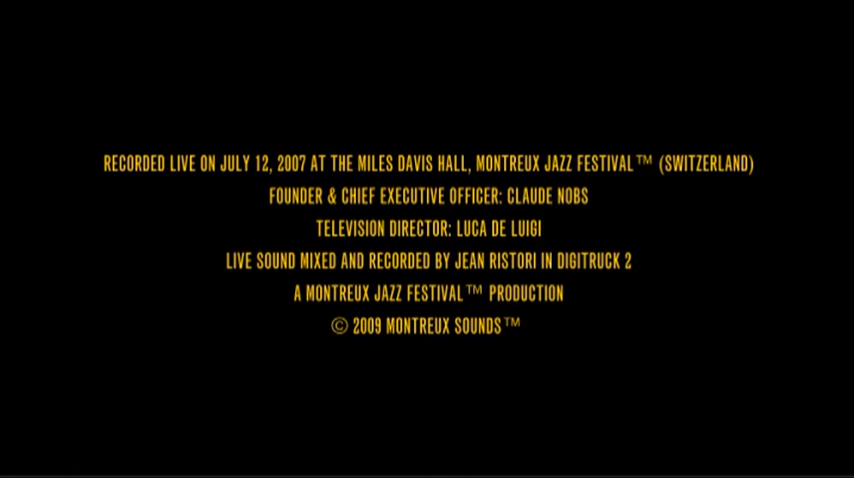 RECORDED LIVE ON JULY 12, 2007 AT THE MILES DAVIS HALL, MONTREUX JAZZ FESTIVAL™ (SWITZERLAND)
FOUNDER & CHIEF EXECUTIVE OFFICER: CLAUDE NOBS
TELEVISION DIRECTOR: LUCA DE LUIGI
LIVE SOUND MIXED AND RECORDED BY JEAN RISTORI IN DIGITRUCK 2
A MONTREUX JAZZ FESTIVAL™ PRODUCTION
© 2009 MONTREUX SOUNDS™